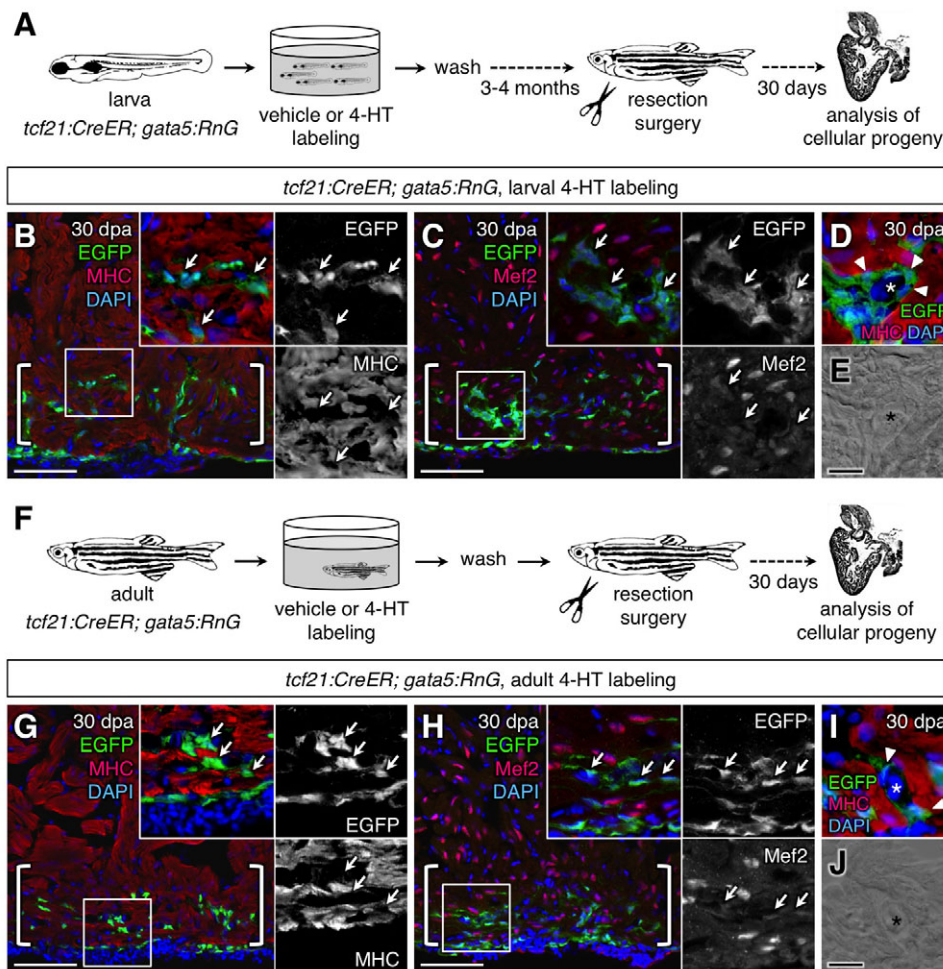 A
larva
tcf21:CreER; gata5:RnG
vehicle or 4-HT
labeling
wash
3-4 months
resection
surgery
30 days
analysis of
cellular progeny
tcf21:CreER; gata5:RnG, larval 4-HT labeling
B
30 dpa
EGFP
MHC
DAPI
EGFP
MHC
C
30 dpa
EGFP
Mef2
DAPI
EGFP
Mef2
D
30 dpa
*
EGFP
MHC DAPI
E
*
F
adult
tcf21:CreER; gata5:RnG
vehicle or 4-HT
labeling
wash
resection
surgery
30 days
analysis of
cellular progeny
tcf21:CreER; gata5:RnG, adult 4-HT labeling
G
30 dpa
EGFP
MHC
DAPI
EGFP
MHC
H
30 dpa
EGFP
Mef2
DAPI
EGFP
Mef2
I
30 dpa
EGFP
MHC
DAPI
*
J
*